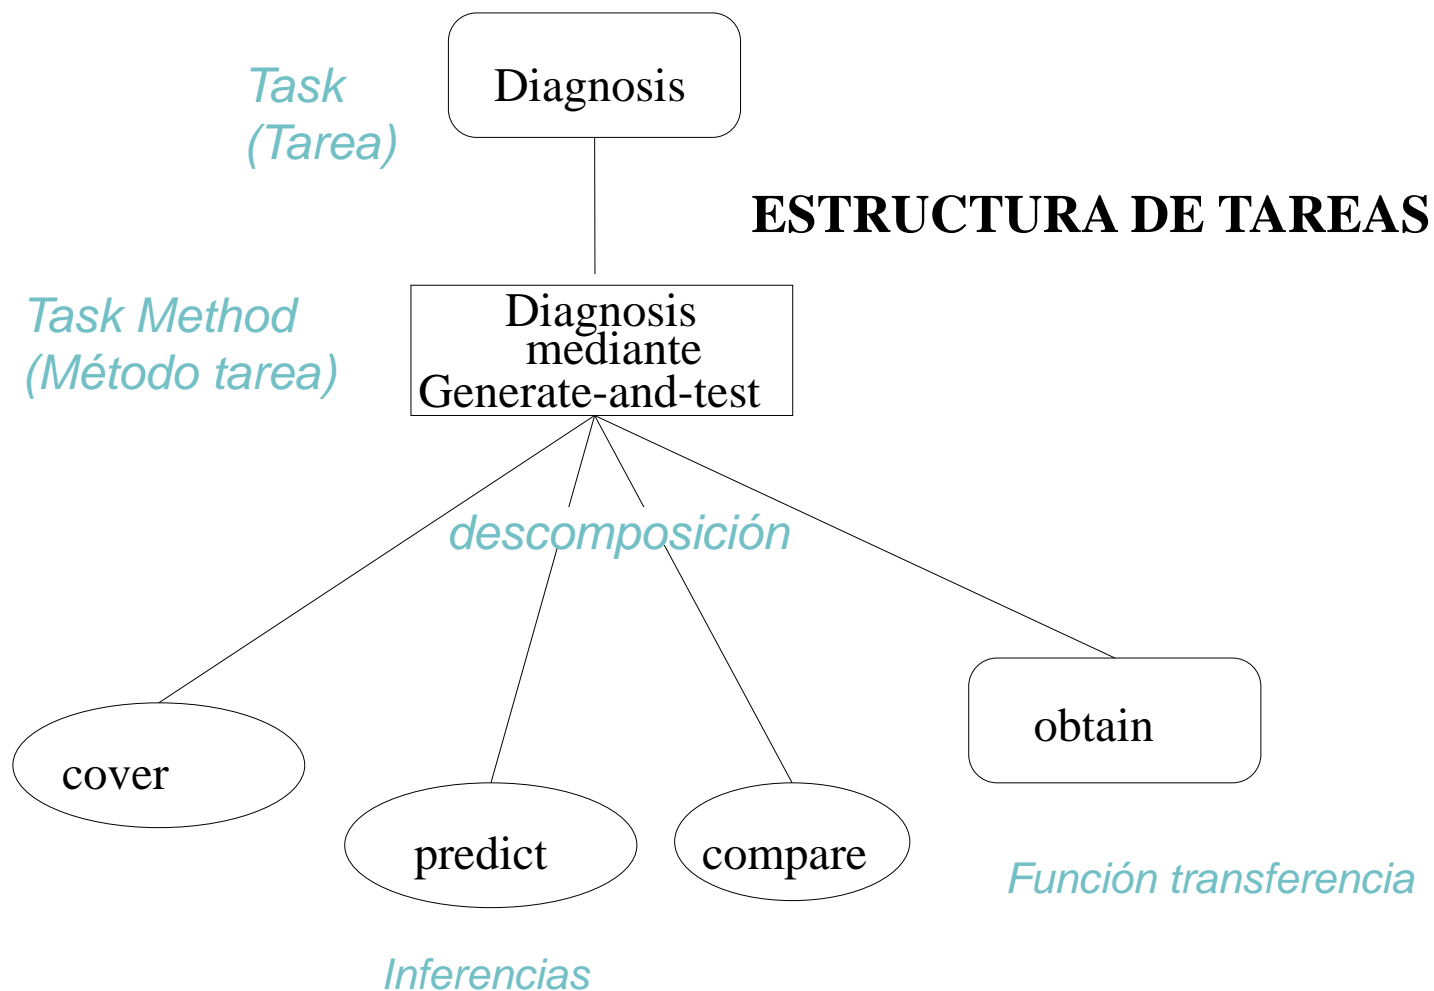 Diagnosis
Task
(Tarea)
ESTRUCTURA DE TAREAS
Task Method
(Método tarea)
Diagnosis
mediante
Generate-and-test
descomposición
cover
predict
compare
obtain
Función transferencia
Inferencias